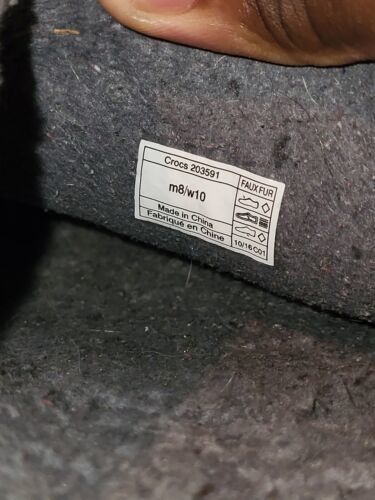 Crocs 203591
FAUX FUR
m8/w10
Made in China
Fabriqué en Chine
10/16 C01